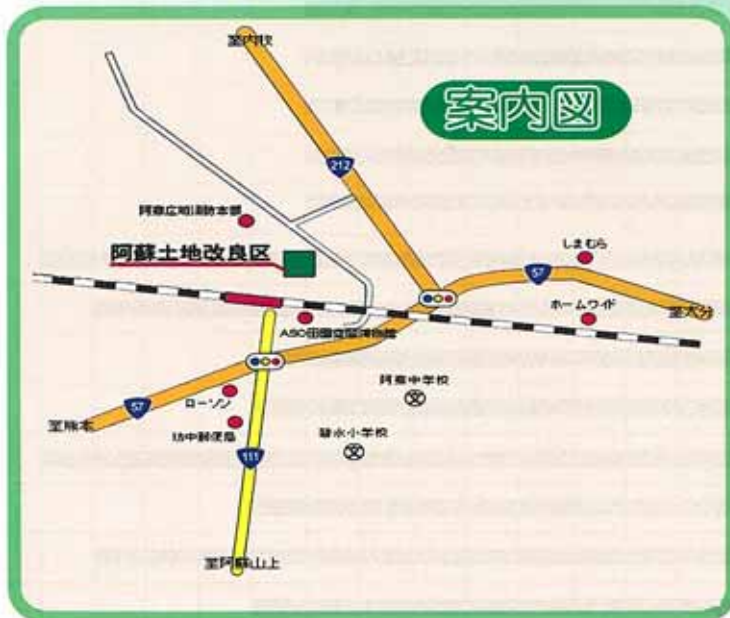 至内牧
案内図
212
阿蘇広域消防本部
阿蘇土地改良区
しまむら
57
ホームワイド
至大分
ASO田園空間博物館
阿蘇中学校
文
57
ローソン
至熊本
坊中郵便局
碧水小学校
文
111
至阿蘇山上